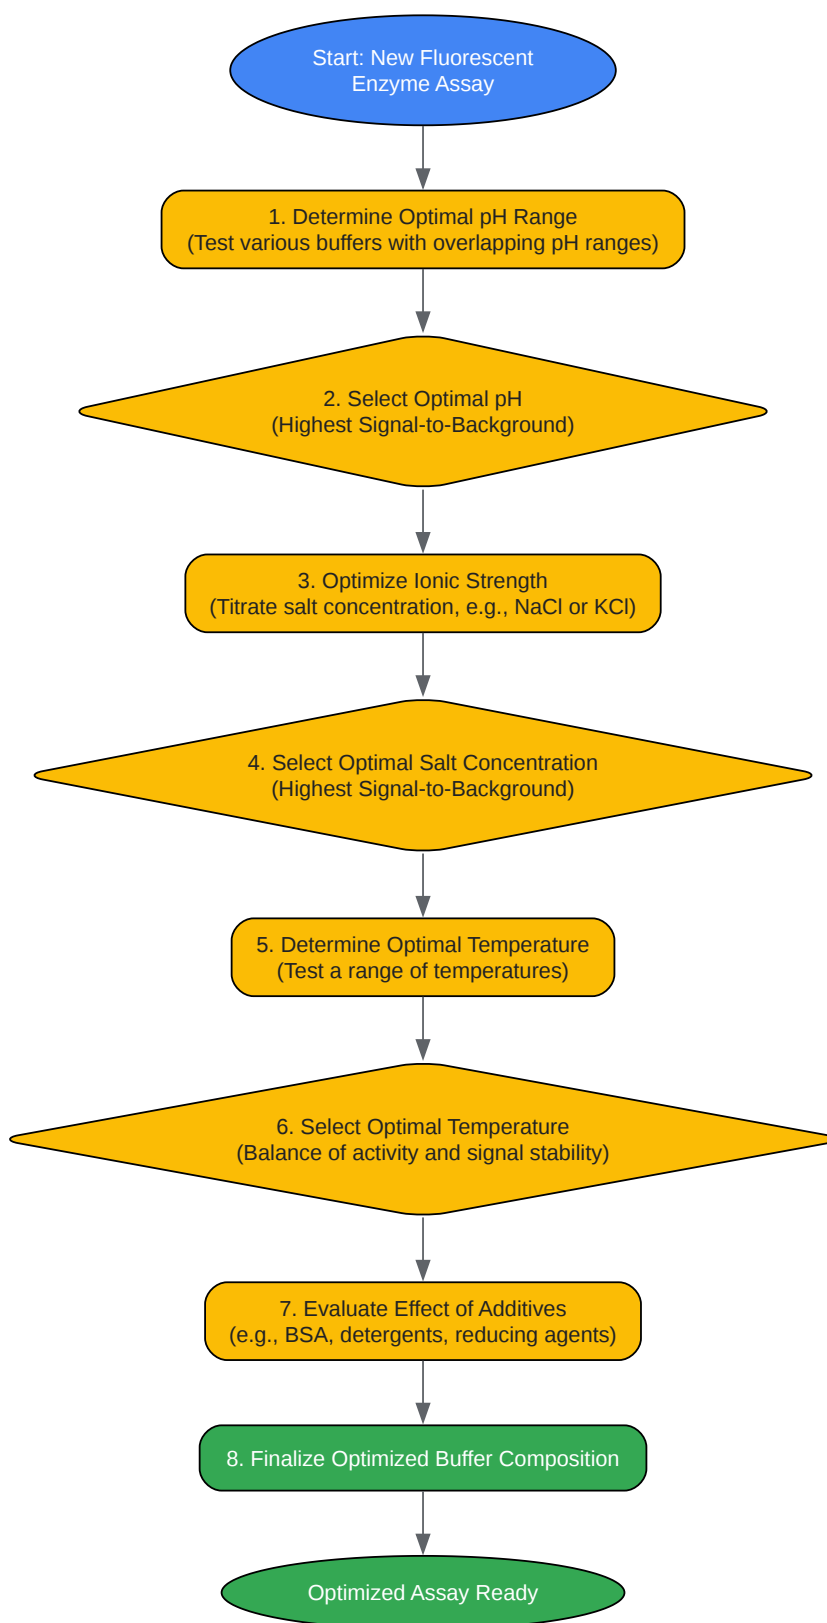 Start: New Fluorescent
Enzyme Assay
1. Determine Optimal pH Range
(Test various buffers with overlapping pH ranges)
2. Select Optimal pH
(Highest Signal-to-Background)
3. Optimize Ionic Strength
(Titrate salt concentration, e.g., NaCl or KCl)
4. Select Optimal Salt Concentration
(Highest Signal-to-Background)
5. Determine Optimal Temperature
(Test a range of temperatures)
6. Select Optimal Temperature
(Balance of activity and signal stability)
7. Evaluate Effect of Additives
(e.g., BSA, detergents, reducing agents)
8. Finalize Optimized Buffer Composition
Optimized Assay Ready